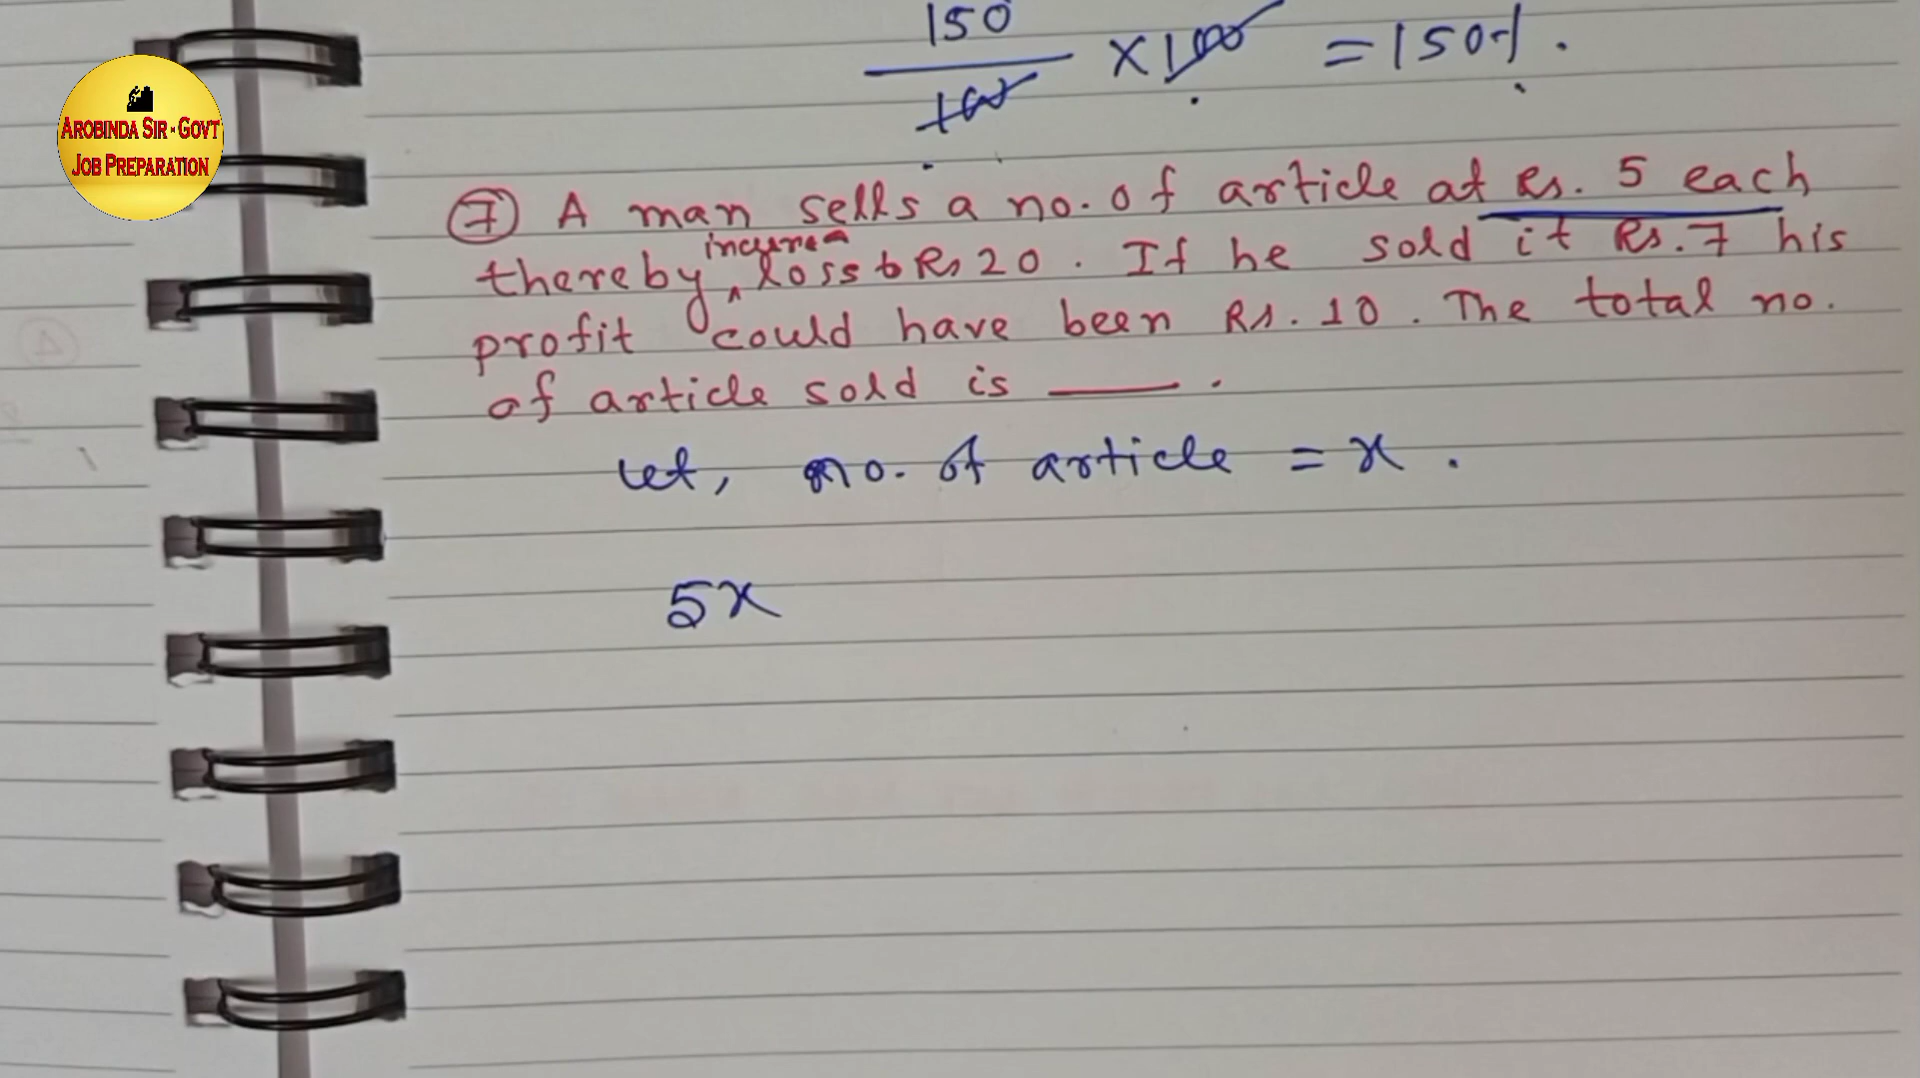 150
100 × 100 = 150%.
AROBINDA SIR - GOVT
JOB PREPARATION
⑦ A man sells a no. of article at Rs. 5 each
thereby incurred loss Rs 20. If he sold it Rs. 7 his
profit could have been Rs. 10. The total no.
of article sold is ____.
Let, no. of article = x.
5x